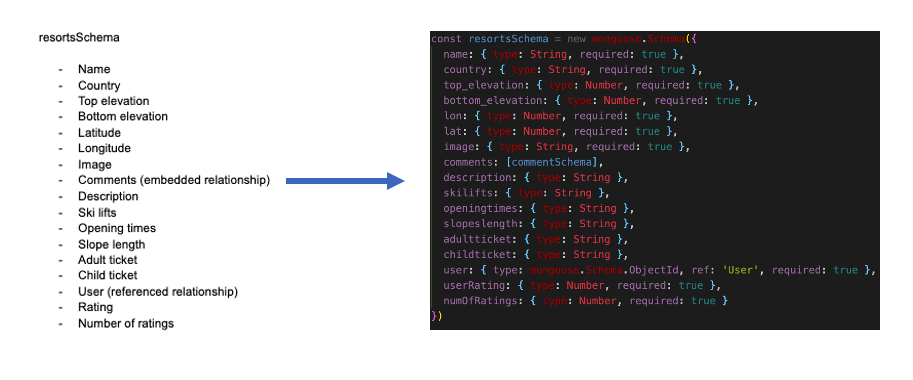 resortsSchema
- Name
- Country
- Top elevation
- Bottom elevation
- Latitude
- Longitude
- Image
- Comments (embedded relationship)
- Description
- Ski lifts
- Opening times
- Slope length
- Adult ticket
- Child ticket
- User (referenced relationship)
- Rating
- Number of ratings
const resortsSchema = new mongoose.Schema({
name: { type: String, required: true },
country: { type: String, required: true },
top_elevation: { type: Number, required: true },
bottom_elevation: { type: Number, required: true },
lon: { type: Number, required: true },
lat: { type: Number, required: true },
image: { type: String, required: true },
comments: [commentSchema],
description: { type: String },
skilifts: { type: String },
openingtimes: { type: String },
slopeslength: { type: String },
adultticket: { type: String },
childticket: { type: String },
user: { type: mongoose.Schema.ObjectId, ref: 'User', required: true },
userRating: { type: Number, required: true },
numOfRatings: { type: Number, required: true }
})